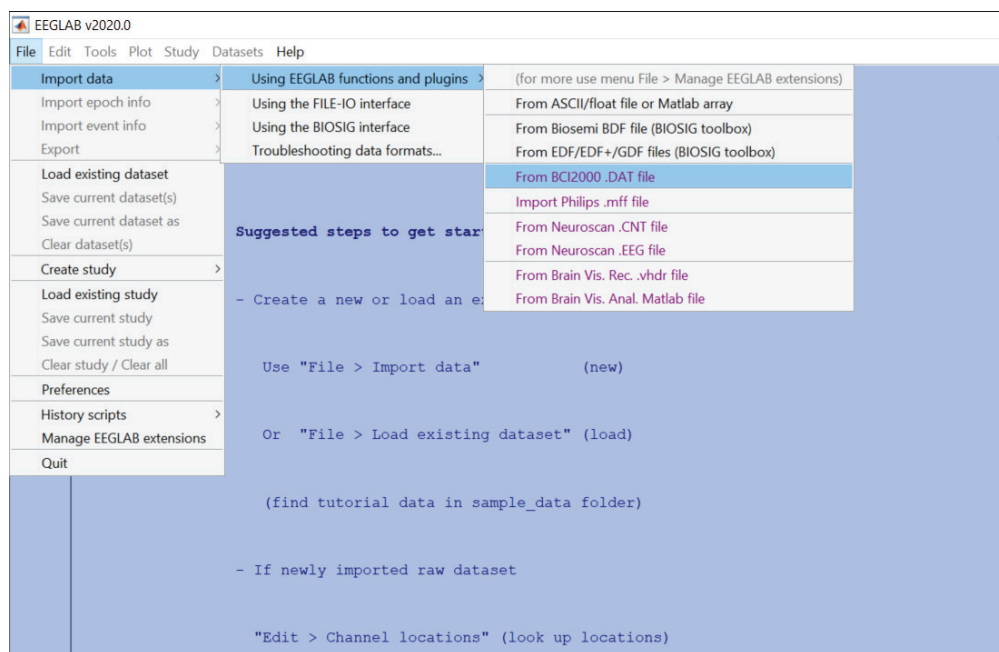 EEGLAB v2020.0
File Edit Tools Plot Study Datasets Help
Import data
Import epoch info
Import event info
Export
Load existing dataset
Save current dataset(s)
Save current dataset as
Clear dataset(s)
Create study
Load existing study
Save current study
Save current study as
Clear study / Clear all
Preferences
History scripts
Manage EEGLAB extensions
Quit
Using EEGLAB functions and plugins
Using the FILE-IO interface
Using the BIOSIG interface
Troubleshooting data formats...
(for more use menu File > Manage EEGLAB extensions)
From ASCII/float file or Matlab array
From Biosemi BDF file (BIOSIG toolbox)
From EDF/EDF+/GDF files (BIOSIG toolbox)
From BCI2000 .DAT file
Import Philips .mff file
From Neuroscan .CNT file
From Neuroscan .EEG file
From Brain Vis. Rec. .vhdr file
From Brain Vis. Anal. Matlab file
Suggested steps to get star
- Create a new or load an e
Use "File > Import data" (new)
Or "File > Load existing dataset" (load)
(find tutorial data in sample_data folder)
- If newly imported raw dataset
"Edit > Channel locations" (look up locations)